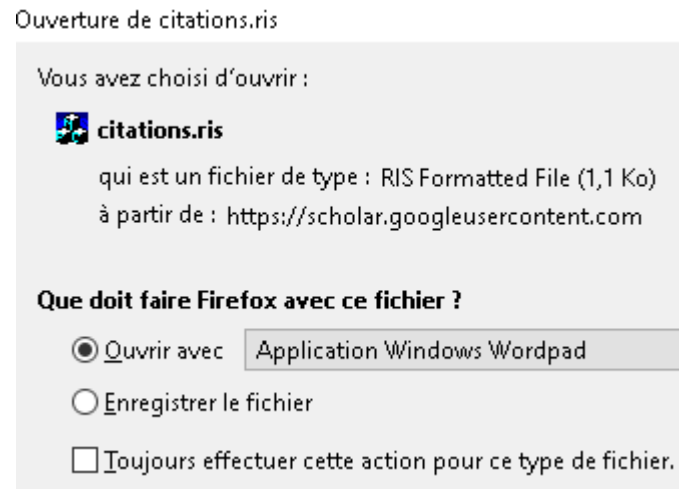 Ouverture de citations.ris
Vous avez choisi d'ouvrir :
citations.ris
qui est un fichier de type : RIS Formatted File (1,1 Ko)
à partir de : https://scholar.googleusercontent.com
Que doit faire Firefox avec ce fichier ?
Ouvrir avec Application Windows Wordpad
Enregistrer le fichier
Toujours effectuer cette action pour ce type de fichier.